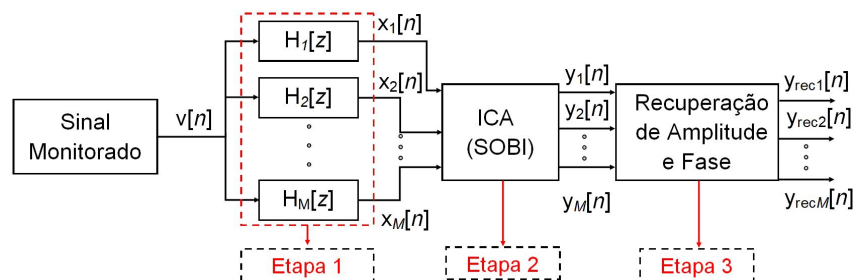 Sinal
Monitorado
v[n]
H1[z]
H2[z]
HM[z]
x1[n]
x2[n]
xM[n]
Etapa 1
ICA
(SOBI)
Etapa 2
y1[n]
y2[n]
yM[n]
Recuperação
de Amplitude
e Fase
Etapa 3
yrec1[n]
yrec2[n]
yrecM[n]